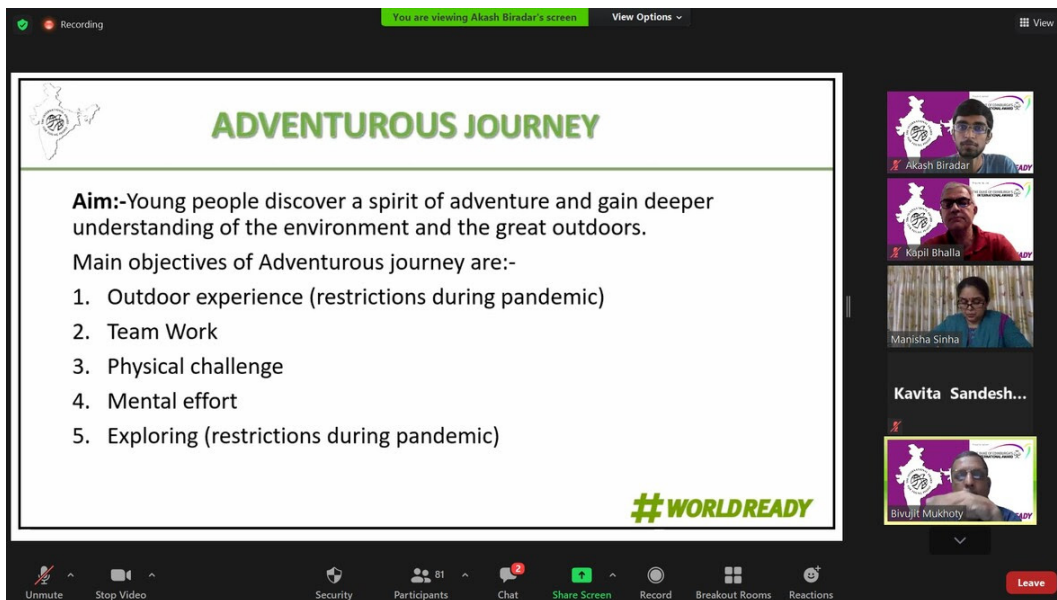 Recording
You are viewing Akash Biradar's screen
View Options
View
ADVENTUROUS JOURNEY
Aim:-Young people discover a spirit of adventure and gain deeper
understanding of the environment and the great outdoors.
Main objectives of Adventurous journey are:-
1. Outdoor experience (restrictions during pandemic)
2. Team Work
3. Physical challenge
4. Mental effort
5. Exploring (restrictions during pandemic)
#WORLDREADY
Akash Biradar
Kapil Bhalla
Manisha Sinha
Kavita Sandesh...
INTERNATIONAL AWARD
Bivujit Mukhoty
Unmute
Stop Video
Security
81
Participants
2
Chat
Share Screen
Record
Breakout Rooms
Reactions
Leave